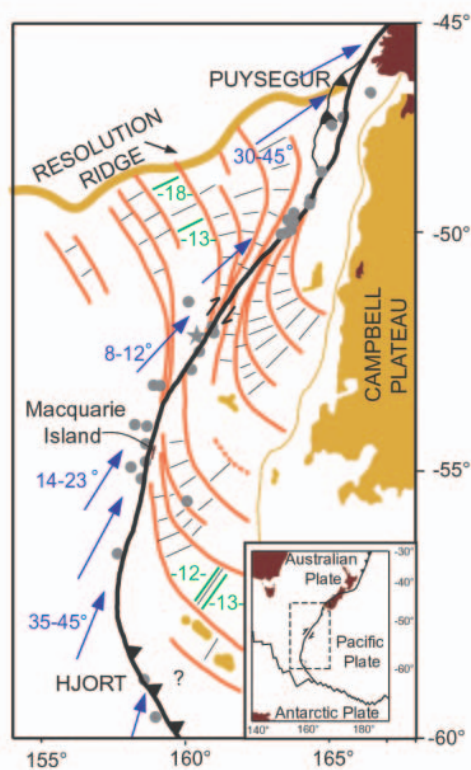 -45°
PUYSEGUR
RESOLUTION
RIDGE
30-45°
-18-
-13-
-50°
8-12°
CAMPBELL
PLATEAU
Macquarie
Island
14-23°
-55°
-12-
-13-
35-45°
HJORT
?
-60°
155°
160°
165°
Australian
Plate
Pacific
Plate
Antarctic Plate
-30°
-40°
-50°
-60°
140°
160°
180°